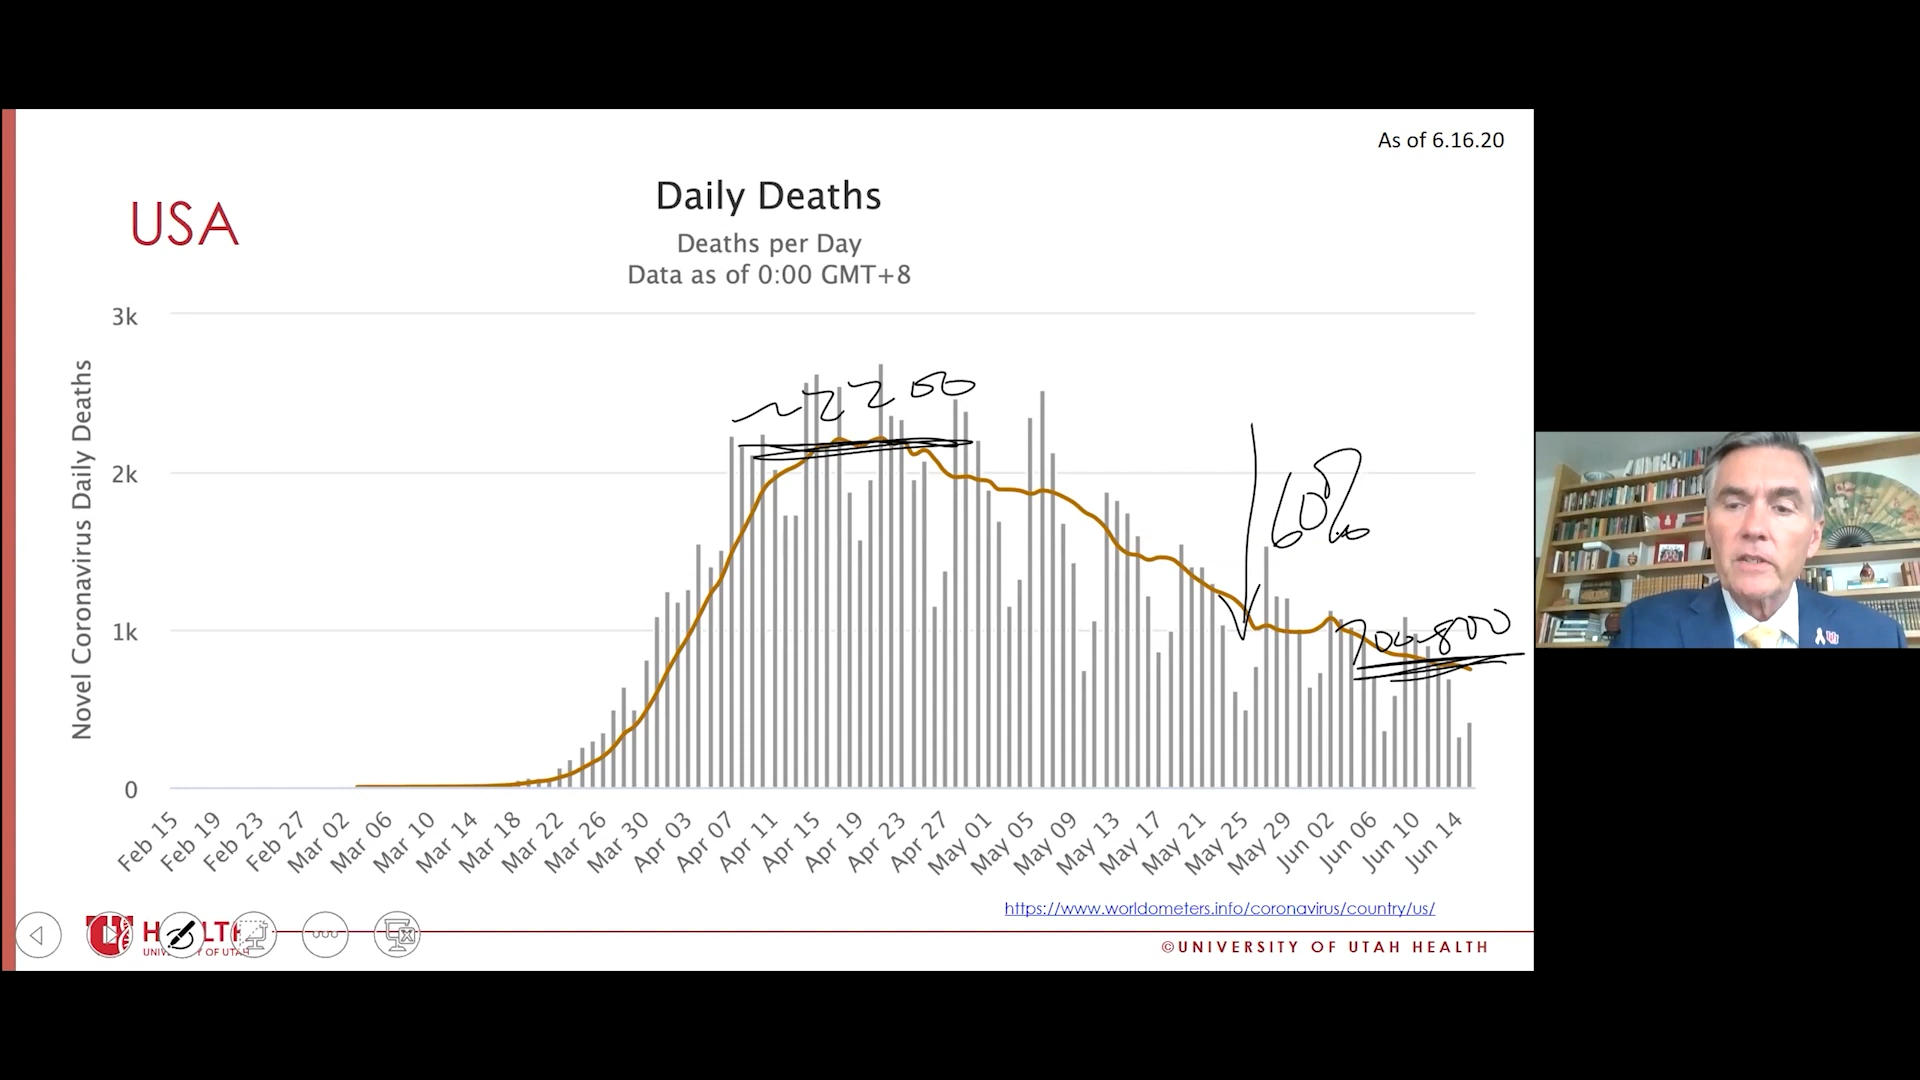 As of 6.16.20
USA
Daily Deaths
Deaths per Day
Data as of 0:00 GMT+8
Novel Coronavirus Daily Deaths
3k
2k
1k
0
~2200
60%
700-800
Feb 15
Feb 19
Feb 23
Feb 27
Mar 02
Mar 06
Mar 10
Mar 14
Mar 18
Mar 22
Mar 26
Mar 30
Apr 03
Apr 07
Apr 11
Apr 15
Apr 19
Apr 23
Apr 27
May 01
May 05
May 09
May 13
May 17
May 21
May 25
May 29
Jun 02
Jun 06
Jun 10
Jun 14
https://www.worldometers.info/coronavirus/country/us/
HEALTH
UNIVERSITY OF UTAH
©UNIVERSITY OF UTAH HEALTH